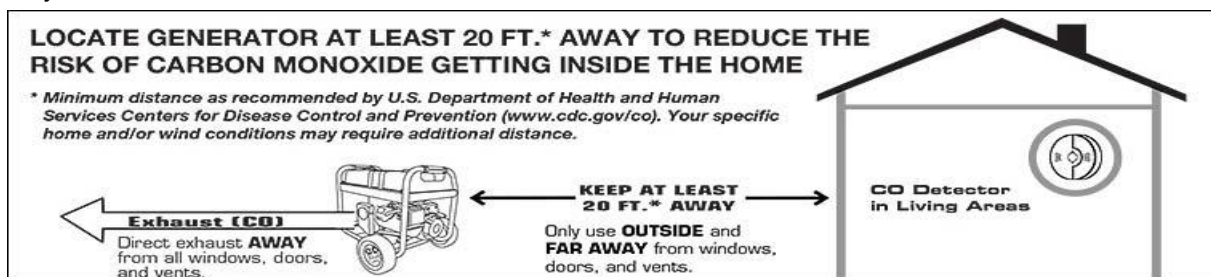 LOCATE GENERATOR AT LEAST 20 FT.* AWAY TO REDUCE THE
RISK OF CARBON MONOXIDE GETTING INSIDE THE HOME
* Minimum distance as recommended by U.S. Department of Health and Human
Services Centers for Disease Control and Prevention (www.cdc.gov/co). Your specific
home and/or wind conditions may require additional distance.
Exhaust (CO)
Direct exhaust AWAY
from all windows, doors,
and vents.
KEEP AT LEAST
20 FT.* AWAY
Only use OUTSIDE and
FAR AWAY from windows,
doors, and vents.
CO Detector
in Living Areas